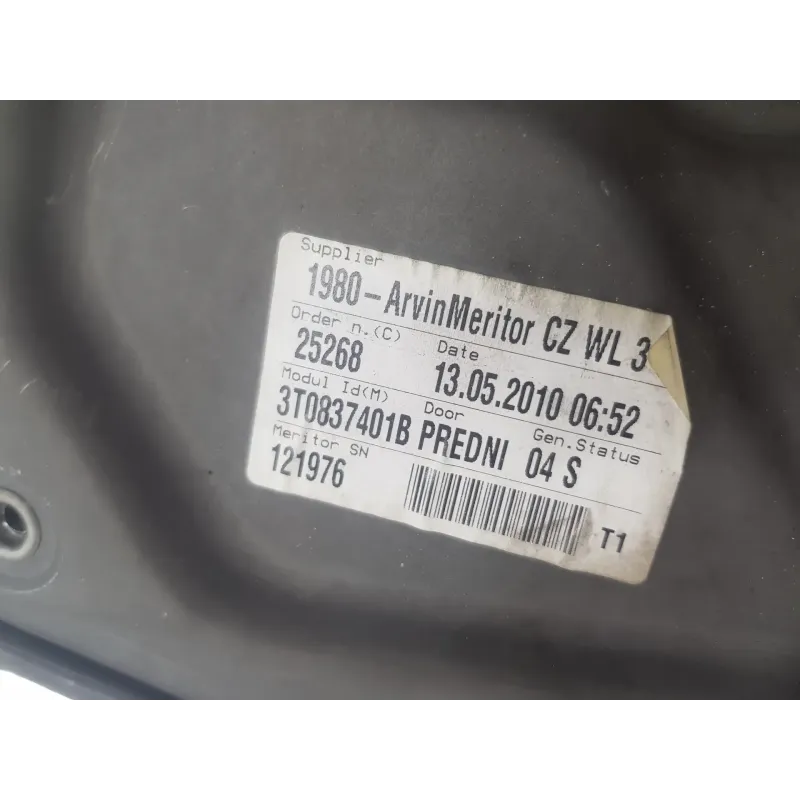 Supplier
1980-ArvinMeritor CZ WL 3
Order n.(C) Date
25268 13.05.2010 06:52
Modul Id(M) Door Gen.Status
3T0837401B PREDNI 04 S
Meritor SN
121976
T1